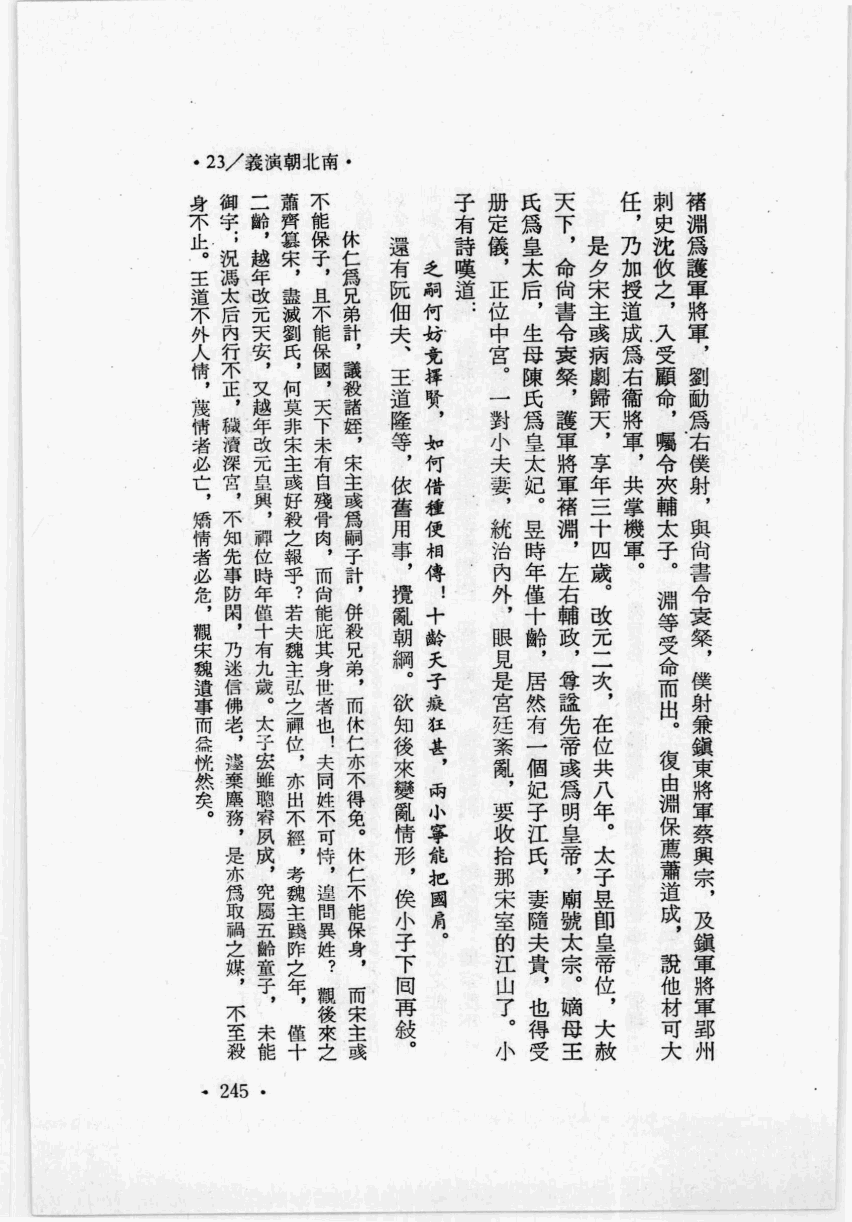 •23／義演朝北南•
褚淵爲護軍將軍，劉勔爲右僕射，與尙書令袁粲，僕射兼鎭東將軍蔡興宗，及鎭軍將軍郢州
刺史沈攸之，入受顧命，囑令夾輔太子。淵等受命而出。復由淵保薦蕭道成，說他材可大
任，乃加授道成爲右衞將軍，共掌機軍。
是夕宋主彧病劇歸天，享年三十四歲。改元二次，在位共八年。太子昱卽皇帝位，大赦
天下，命尙書令袁粲，護軍將軍褚淵，左右輔政，尊諡先帝彧爲明皇帝，廟號太宗。嫡母王
氏爲皇太后，生母陳氏爲皇太妃。昱時年僅十齡，居然有一個妃子江氏，妻隨夫貴，也得受
册定儀，正位中宮。一對小夫妻，統治內外，眼見是宮廷紊亂，要收拾那宋室的江山了。小
子有詩嘆道：
乏嗣何妨竟擇賢，如何借種便相傳！十齡天子癡狂甚，兩小寧能把國肩。
還有阮佃夫、王道隆等，依舊用事，攪亂朝綱。欲知後來變亂情形，俟小子下囘再敍。
休仁爲兄弟計，議殺諸姪，宋主彧爲嗣子計，併殺兄弟，而休仁亦不得免。休仁不能保身，而宋主彧
不能保子，且不能保國，天下未有自殘骨肉，而尙能庇其身世者也！夫同姓不可恃，遑問異姓？觀後來之
蕭齊篡宋，盡滅劉氏，何莫非宋主彧好殺之報乎？若夫魏主弘之禪位，亦出不經，考魏主踐阼之年，僅十
二齡，越年改元天安，又越年改元皇興，禪位時年僅十有九歲。太子宏雖聰睿夙成，究屬五齡童子，未能
御宇；況馮太后內行不正，穢瀆深宮，不知先事防閑，乃迷信佛老，遽棄塵務，是亦爲取禍之媒，不至殺
身不止。王道不外人情，蔑情者必亡，矯情者必危，觀宋魏遺事而益恍然矣。
•245•